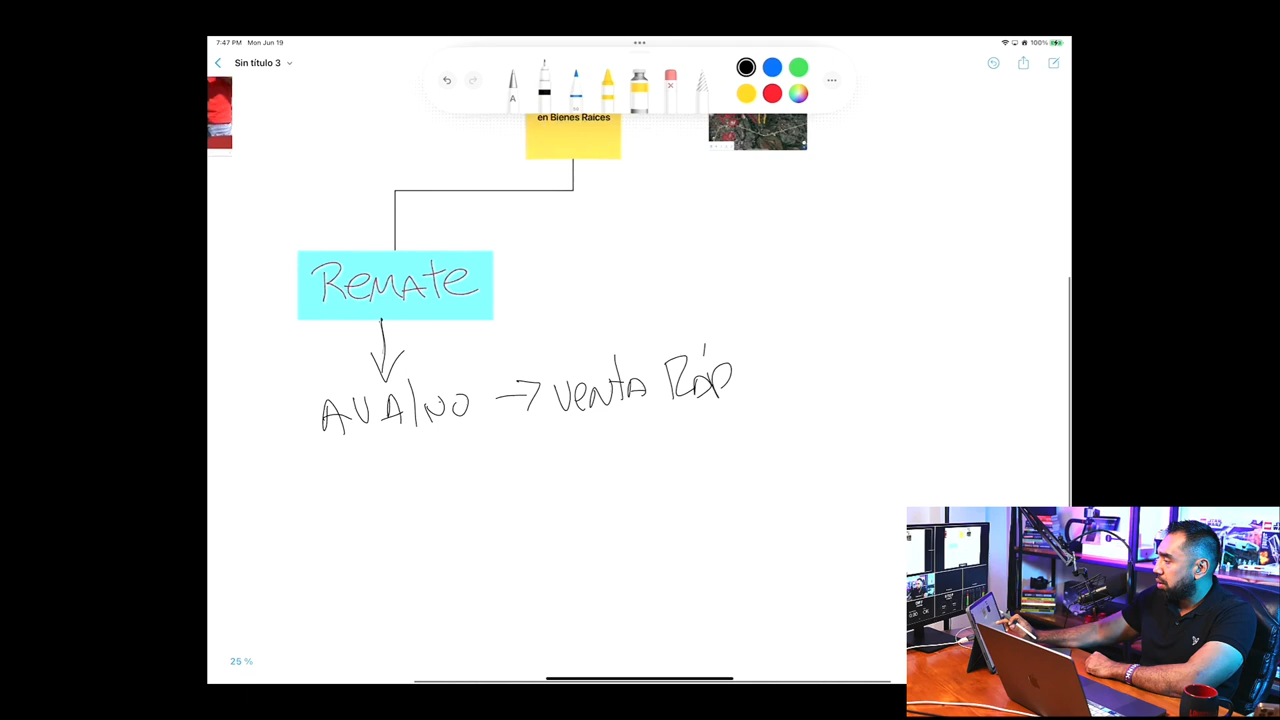 7:47 PM Mon Jun 19
100%
Sin título 3
en Bienes Raíces
Remate
AVAlúo → venta Ráp
25 %